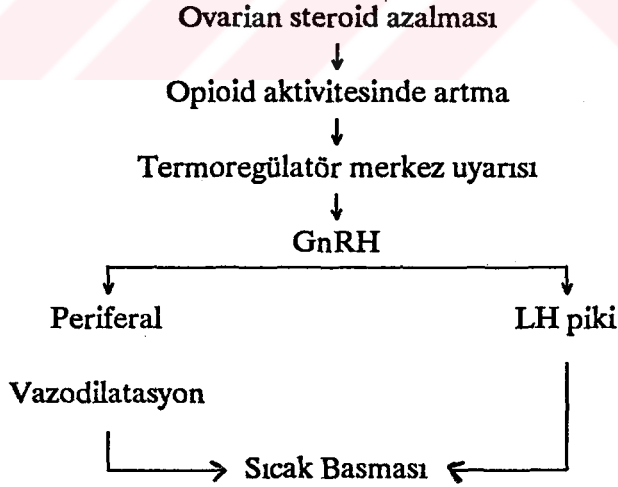 Ovarian steroid azalması
Opioid aktivitesinde artma
Termoregülatör merkez uyarısı
GnRH
Periferal
LH piki
Vazodilatasyon
Sıcak Basması